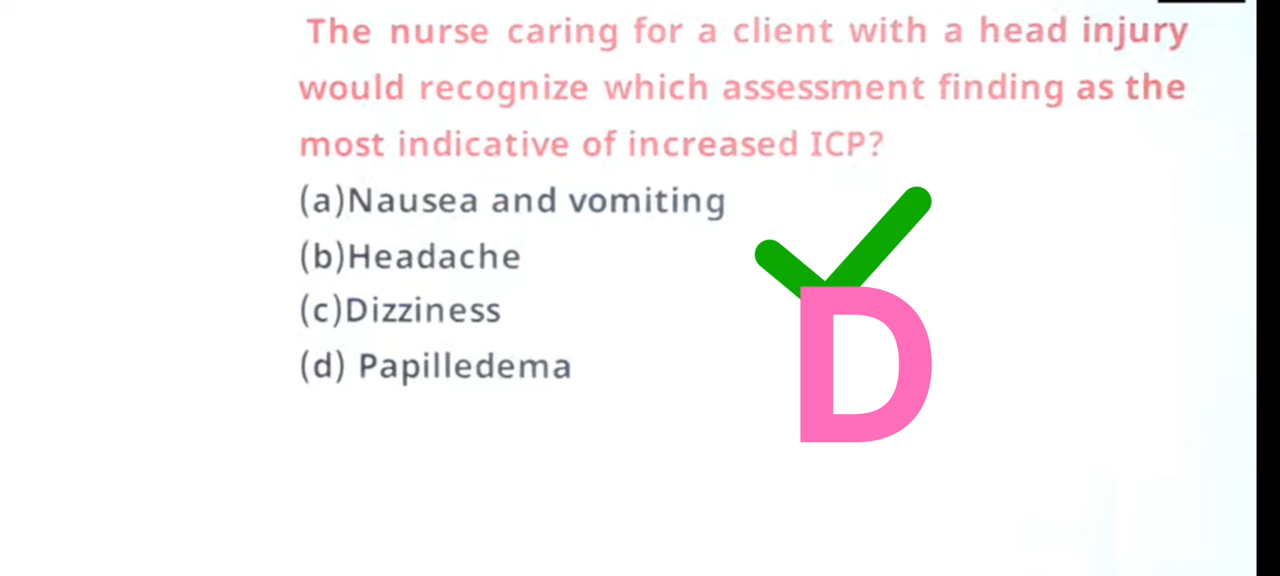 The nurse caring for a client with a head injury
would recognize which assessment finding as the
most indicative of increased ICP?
(a)Nausea and vomiting
(b)Headache
(c)Dizziness
(d) Papilledema
D